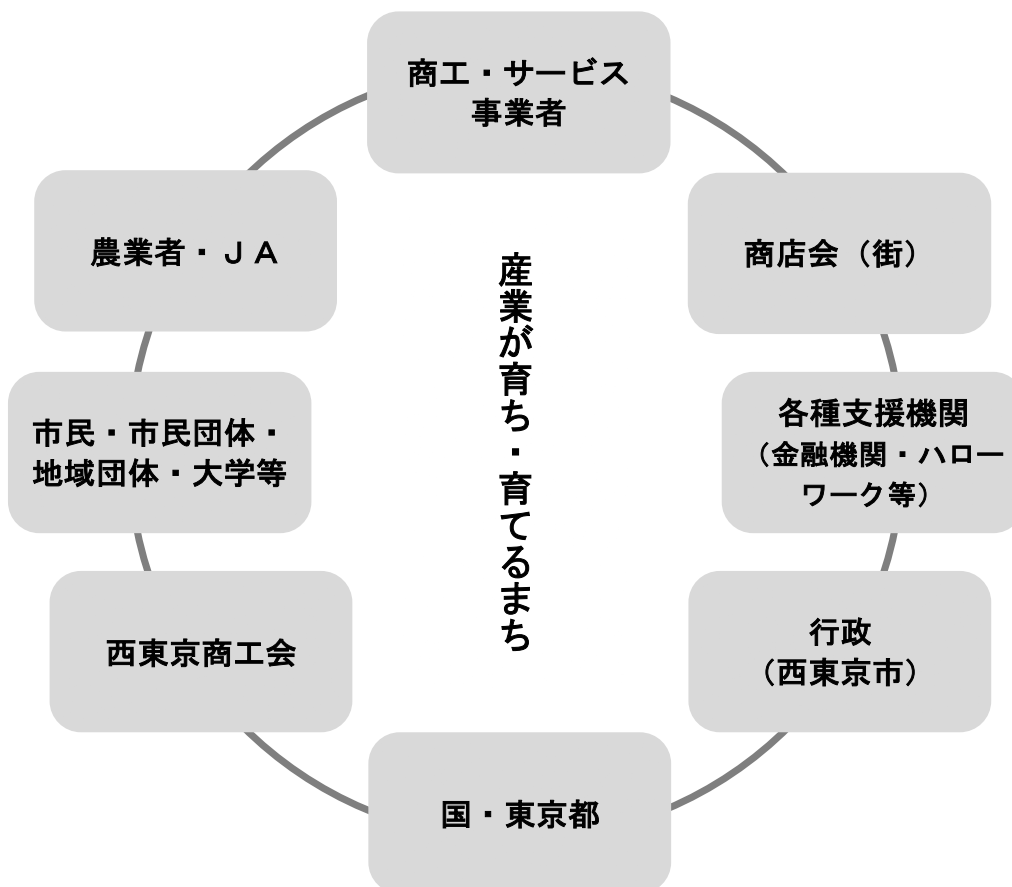 商工・サービス
事業者
農業者・ＪＡ
商店会（街）
産業が育ち・育てるまち
市民・市民団体・
地域団体・大学等
各種支援機関
（金融機関・ハロー
ワーク等）
西東京商工会
行政
（西東京市）
国・東京都